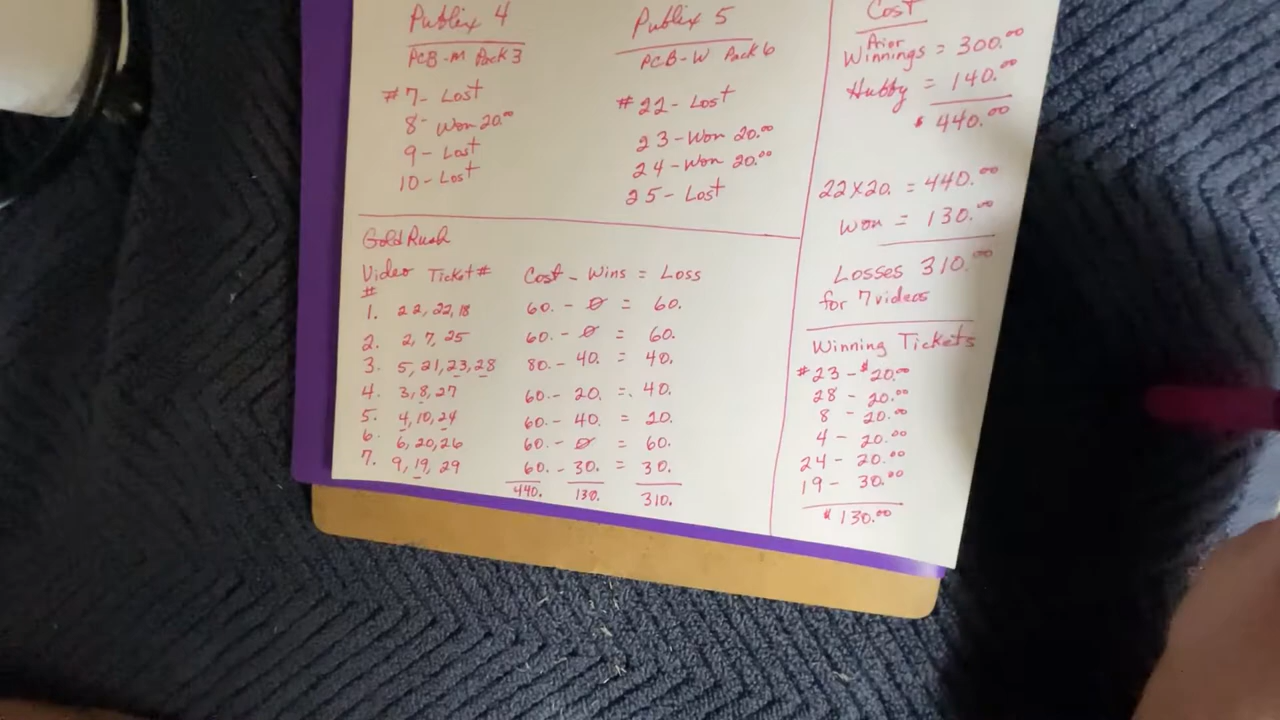 Publix 4
PCB-M Pack 3
#7- Lost
8- Won 20.00
9- Lost
10- Lost
Publix 5
PCB-W Pack 6
#22- Lost
23-Won 20.00
24-Won 20.00
25- Lost
Gold Rush
Video # Ticket # Cost - Wins = Loss
1. 22, 22, 18 60. - 0 = 60.
2. 2, 7, 25 60. - 0 = 60.
3. 5, 21, 23, 28 80. - 40. = 40.
4. 3, 8, 27 60. - 20. = 40.
5. 4, 10, 24 60. - 40. = 20.
6. 6, 20, 26 60. - 0 = 60.
7. 9, 19, 29 60. - 30. = 30.
440. 130. 310.
Cost
Prior
Winnings = 300.00
Hubby = 140.00
$440.00
22X20. = 440.00
Won = 130.00
Losses 310.00
for 7 videos
Winning Tickets
#23 - $20.00
28 - 20.00
8 - 20.00
4 - 20.00
24 - 20.00
19 - 30.00
$130.00